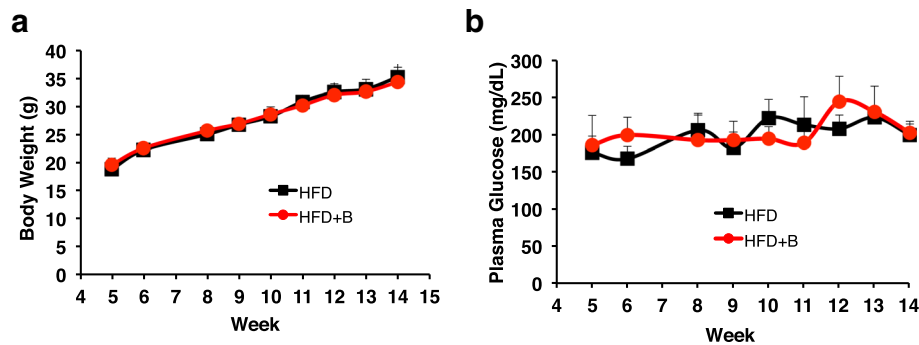 a
Body Weight (g)
40
35
30
25
20
15
10
5
0
4 5 6 7 8 9 10 11 12 13 14 15
Week
HFD
HFD+B
b
Plasma Glucose (mg/dL)
300
250
200
150
100
50
0
4 5 6 7 8 9 10 11 12 13 14
Week
HFD
HFD+B